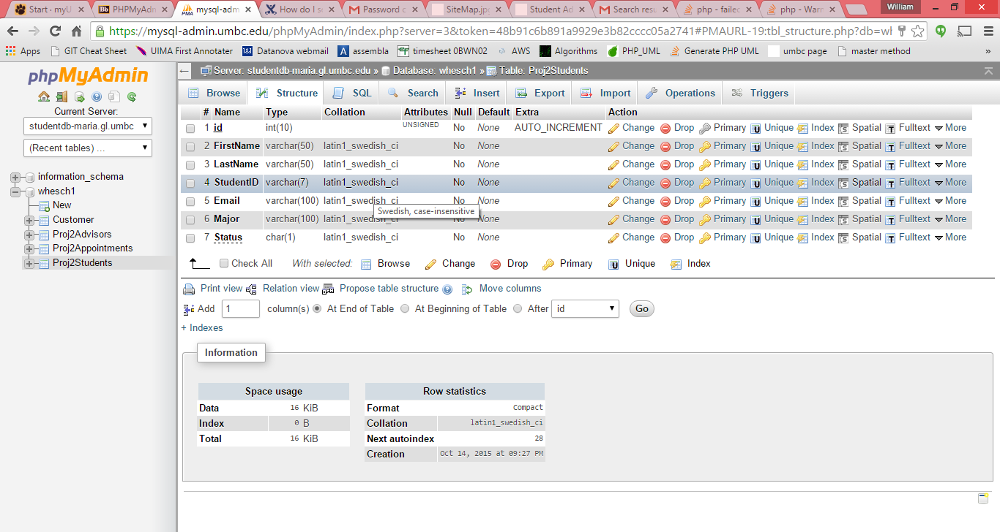 Start · myU PHPMyAdm mysql-adm How do I se Password c SiteMap.jpg Student Ad Search resu php - failed php - Warn William
https://mysql-admin.umbc.edu/phpMyAdmin/index.php?server=3&token=48b91c6b891a9929e3b82cccc05a2741#PMAURL-19:tbl_structure.php?db=wh
Apps GIT Cheat Sheet UIMA First Annotater Datanova webmail assembla timesheet 0BWN02 AWS Algorithms PHP_UML Generate PHP UML umbc page master method »
phpMyAdmin
Current Server:
studentdb-maria.gl.umbc
(Recent tables) ...
information_schema
whesch1
New
Customer
Proj2Advisors
Proj2Appointments
Proj2Students
Server: studentdb-maria.gl.umbc.edu » Database: whesch1 » Table: Proj2Students
Browse Structure SQL Search Insert Export Import Operations Triggers
# Name Type Collation Attributes Null Default Extra Action
1 id int(10) UNSIGNED No None AUTO_INCREMENT Change Drop Primary Unique Index Spatial Fulltext More
2 FirstName varchar(50) latin1_swedish_ci No None Change Drop Primary Unique Index Spatial Fulltext More
3 LastName varchar(50) latin1_swedish_ci No None Change Drop Primary Unique Index Spatial Fulltext More
4 StudentID varchar(7) latin1_swedish_ci No None Change Drop Primary Unique Index Spatial Fulltext More
5 Email varchar(100) latin1_swedish_ci No None Change Drop Primary Unique Index Spatial Fulltext More
Swedish, case-insensitive
6 Major varchar(100) latin1_swedish_ci No None Change Drop Primary Unique Index Spatial Fulltext More
7 Status char(1) latin1_swedish_ci No None Change Drop Primary Unique Index Spatial Fulltext More
Check All With selected: Browse Change Drop Primary Unique Index
Print view Relation view Propose table structure Move columns
Add 1 column(s) At End of Table At Beginning of Table After id Go
+ Indexes
Information
Space usage
Data 16 KiB
Index 0 B
Total 16 KiB
Row statistics
Format Compact
Collation latin1_swedish_ci
Next autoindex 28
Creation Oct 14, 2015 at 09:27 PM